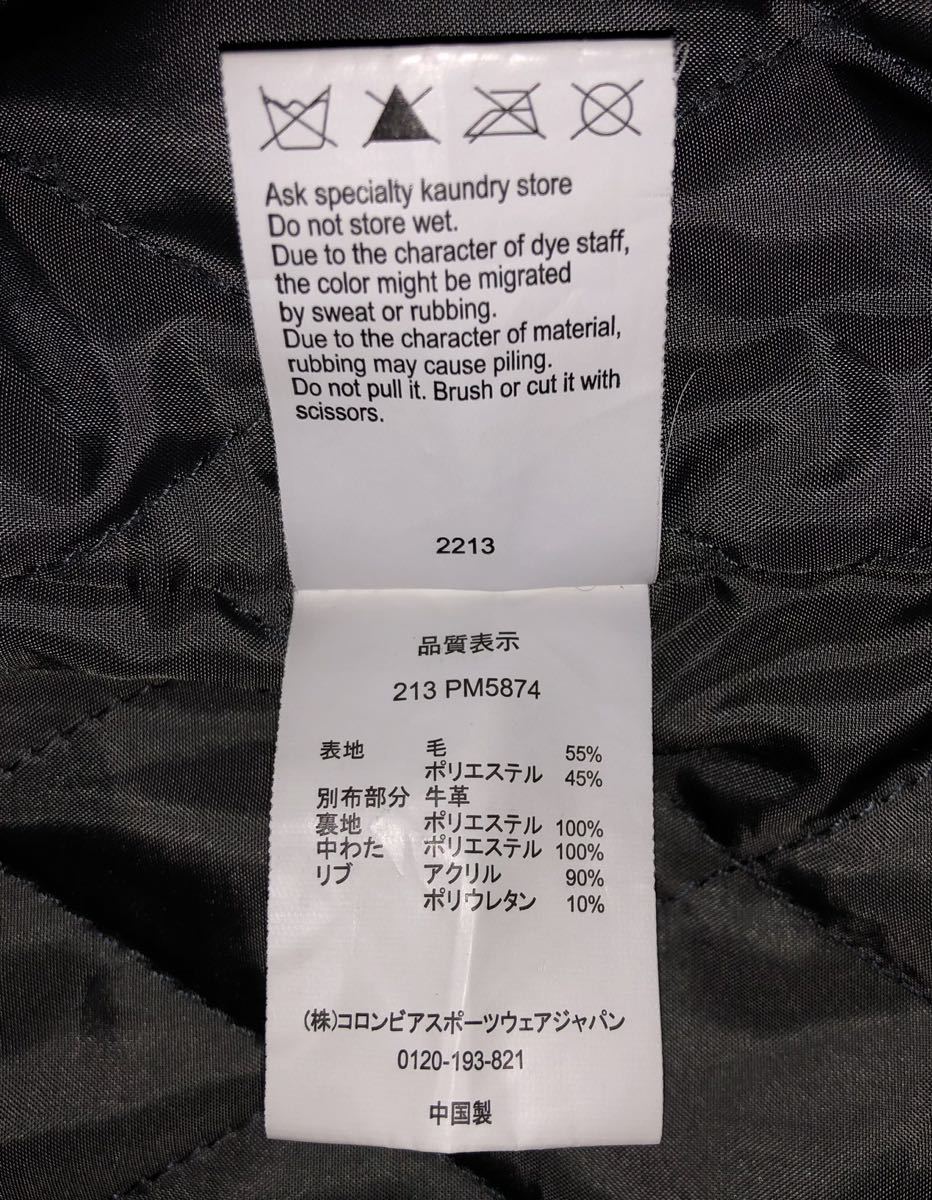 Ask specialty kaundry store
Do not store wet.
Due to the character of dye staff,
the color might be migrated
by sweat or rubbing.
Due to the character of material,
rubbing may cause piling.
Do not pull it. Brush or cut it with
scissors.
2213
品質表示
213 PM5874
表地 毛 55%
ポリエステル 45%
別布部分 牛革
裏地 ポリエステル 100%
中わた ポリエステル 100%
リブ アクリル 90%
ポリウレタン 10%
(株)コロンビアスポーツウェアジャパン
0120-193-821
中国製